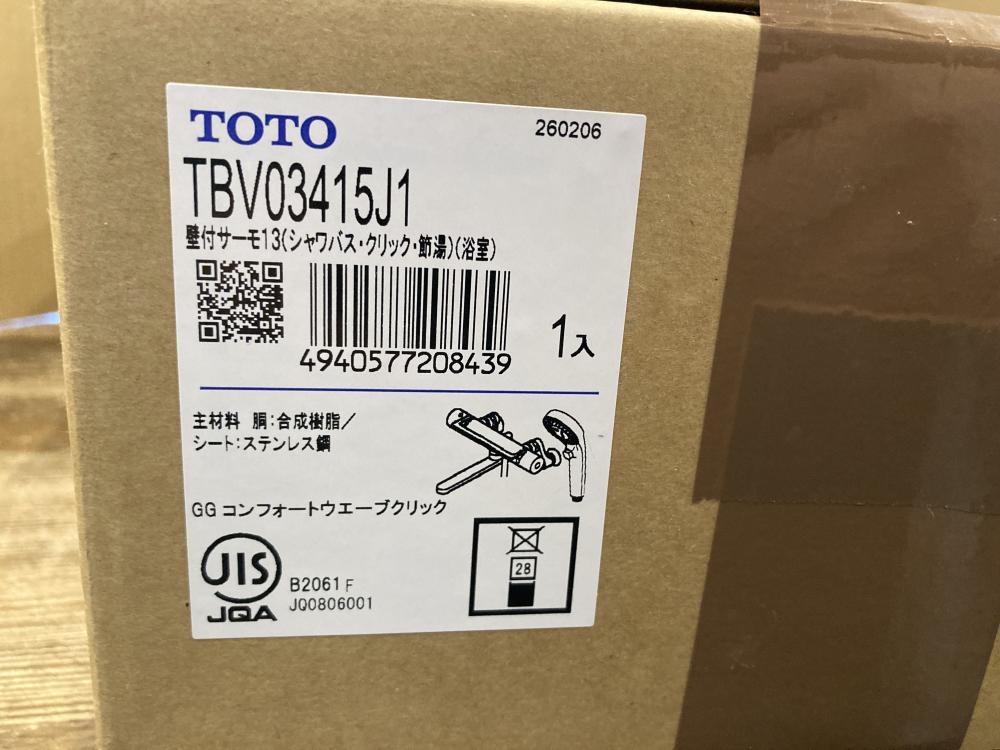 TOTO
260206
TBV03415J1
壁付サーモ13(シャワバス・クリック・節湯)(浴室)
4940577208439
1入
主材料 胴:合成樹脂/
シート:ステンレス鋼
GG コンフォートウエーブクリック
JIS
JQA
B2061 F
JQ0806001
28